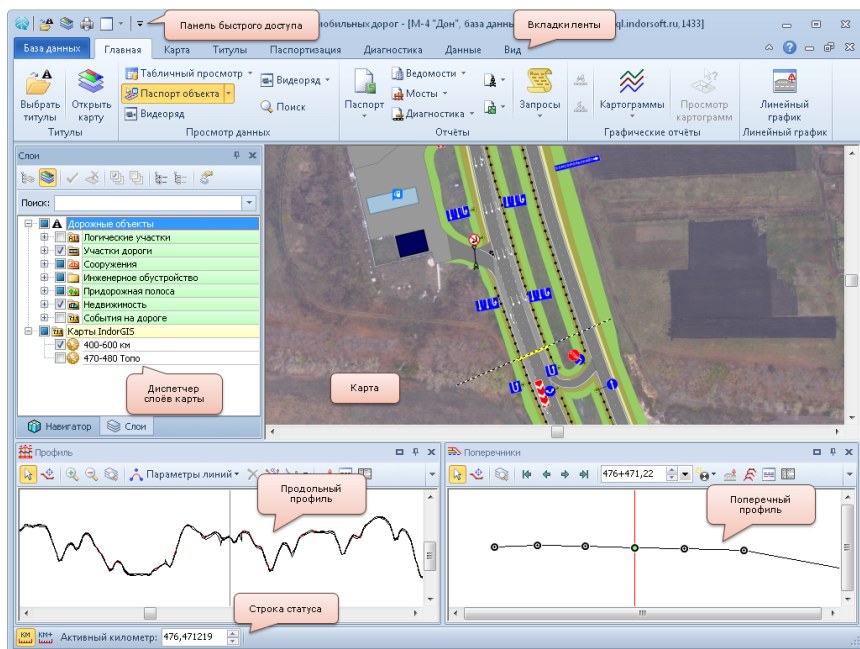 Панель быстрого доступа
мобильных дорог - [М-4 "Дон", база данн
Вкладки ленты
ql.indorsoft.ru,1433]
База данных Главная Карта Титулы Паспортизация Диагностика Данные Вид
Выбрать титулы
Открыть карту
Титулы
Табличный просмотр
Паспорт объекта
Видеоряд
Видеоряд
Поиск
Просмотр данных
Паспорт
Ведомости
Мосты
Диагностика
Отчёты
Запросы
Картограммы
Просмотр картограмм
Графические отчёты
Линейный график
Линейный график
Слои
Поиск:
Дорожные объекты
Логические участки
Участки дороги
Сооружения
Инженерное обустройство
Придорожная полоса
Недвижимость
События на дороге
Карты IndorGIS
400-600 км
470-480 Топо
Диспетчер
слоёв карты
Навигатор Слои
Карта
Профиль
Параметры линий
Продольный
профиль
Поперечники
476+471,22
Поперечный
профиль
Строка статуса
КМ КМ+ Активный километр: 476,471219